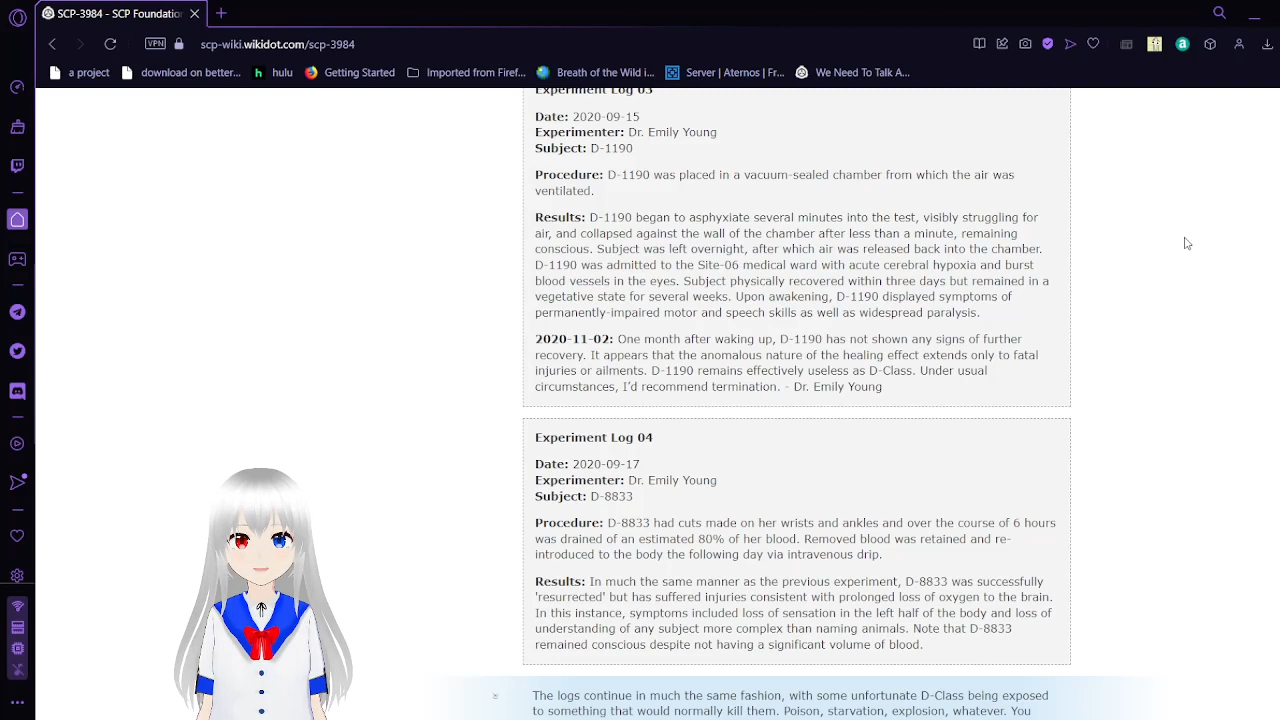 SCP-3984 - SCP Foundation
VPN
scp-wiki.wikidot.com/scp-3984
a project
download on better...
hulu
Getting Started
Imported from Firef...
Breath of the Wild i...
Server | Aternos | Fr...
We Need To Talk A...
Experiment Log 03
Date: 2020-09-15
Experimenter: Dr. Emily Young
Subject: D-1190
Procedure: D-1190 was placed in a vacuum-sealed chamber from which the air was
ventilated.
Results: D-1190 began to asphyxiate several minutes into the test, visibly struggling for
air, and collapsed against the wall of the chamber after less than a minute, remaining
conscious. Subject was left overnight, after which air was released back into the chamber.
D-1190 was admitted to the Site-06 medical ward with acute cerebral hypoxia and burst
blood vessels in the eyes. Subject physically recovered within three days but remained in a
vegetative state for several weeks. Upon awakening, D-1190 displayed symptoms of
permanently-impaired motor and speech skills as well as widespread paralysis.
2020-11-02: One month after waking up, D-1190 has not shown any signs of further
recovery. It appears that the anomalous nature of the healing effect extends only to fatal
injuries or ailments. D-1190 remains effectively useless as D-Class. Under usual
circumstances, I'd recommend termination. - Dr. Emily Young
Experiment Log 04
Date: 2020-09-17
Experimenter: Dr. Emily Young
Subject: D-8833
Procedure: D-8833 had cuts made on her wrists and ankles and over the course of 6 hours
was drained of an estimated 80% of her blood. Removed blood was retained and re-
introduced to the body the following day via intravenous drip.
Results: In much the same manner as the previous experiment, D-8833 was successfully
'resurrected' but has suffered injuries consistent with prolonged loss of oxygen to the brain.
In this instance, symptoms included loss of sensation in the left half of the body and loss of
understanding of any subject more complex than naming animals. Note that D-8833
remained conscious despite not having a significant volume of blood.
The logs continue in much the same fashion, with some unfortunate D-Class being exposed
to something that would normally kill them. Poison, starvation, explosion, whatever. You